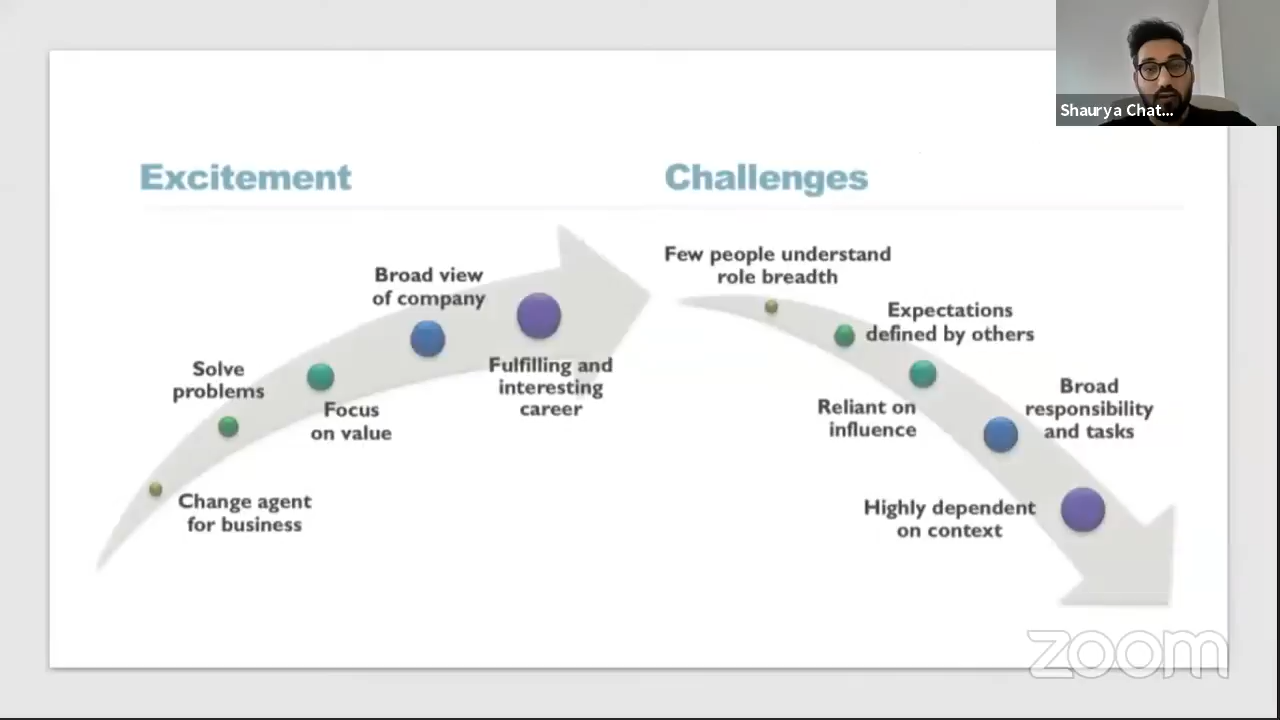 Shaurya Chat...
Excitement
Broad view
of company
Solve
problems
Focus
on value
Fulfilling and
interesting
career
Change agent
for business
Challenges
Few people understand
role breadth
Expectations
defined by others
Reliant on
influence
Broad
responsibility
and tasks
Highly dependent
on context
zoom